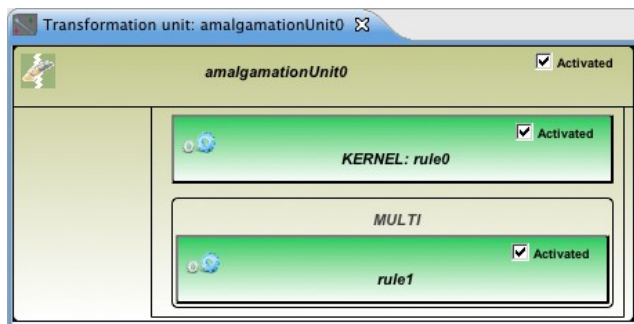 Transformation unit: amalgamationUnit0
amalgamationUnit0
Activated
Activated
KERNEL: rule0
MULTI
Activated
rule1